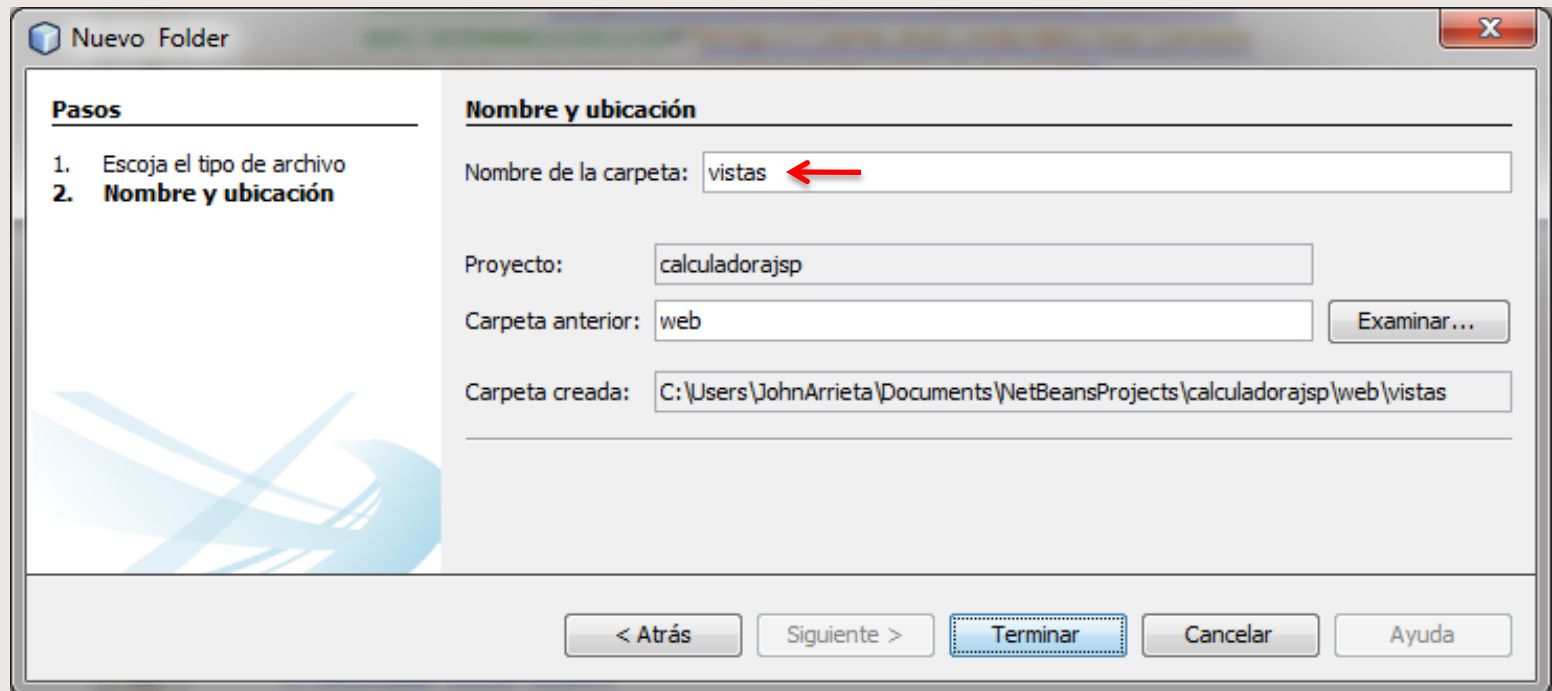 Nuevo Folder
Pasos
1. Escoja el tipo de archivo
2. Nombre y ubicación
Nombre y ubicación
Nombre de la carpeta: vistas
Proyecto: calculadorajsp
Carpeta anterior: web Examinar...
Carpeta creada: C:\Users\JohnArrieta\Documents\NetBeansProjects\calculadorajsp\web\vistas
< Atrás Siguiente > Terminar Cancelar Ayuda